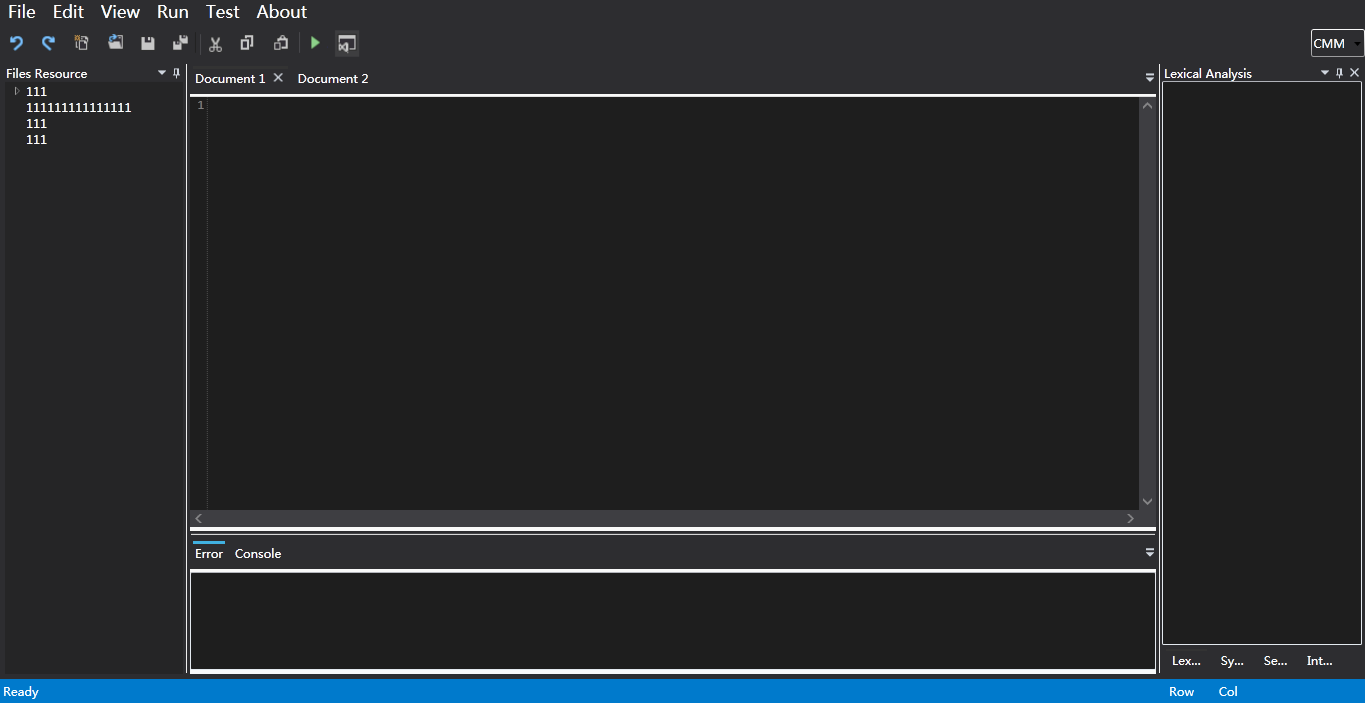 File Edit View Run Test About
CMM
Files Resource
111
111111111111111
111
111
Document 1 Document 2
1
Error Console
Lexical Analysis
Lex... Sy... Se... Int...
Ready Row Col